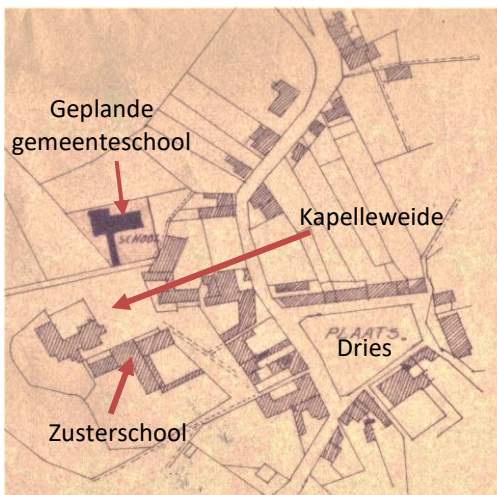 Geplande
gemeenteschool
SCHOOL
Kapelleweide
PLAATS.
Dries
Zusterschool